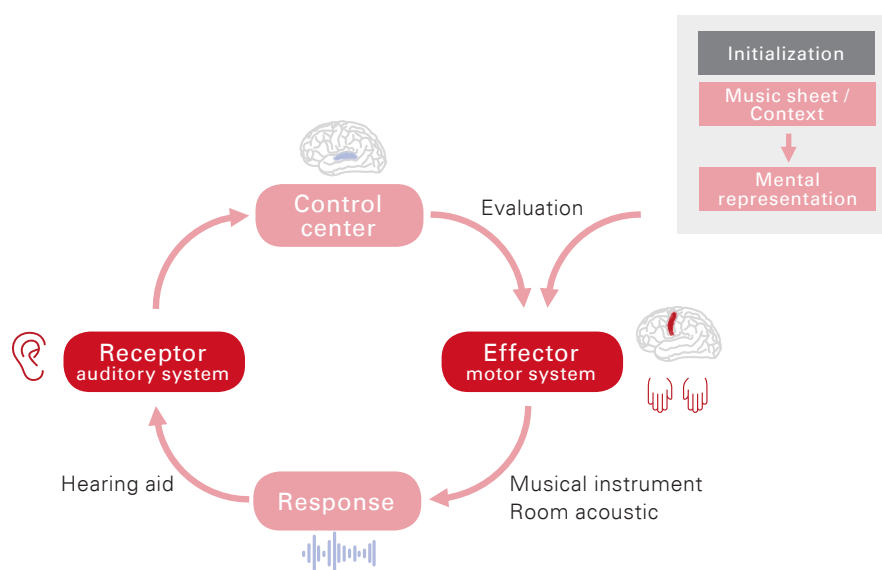 Initialization
Music sheet /
Context
Mental
representation
Control
center
Evaluation
Receptor
auditory system
Effector
motor system
Hearing aid
Response
Musical instrument
Room acoustic